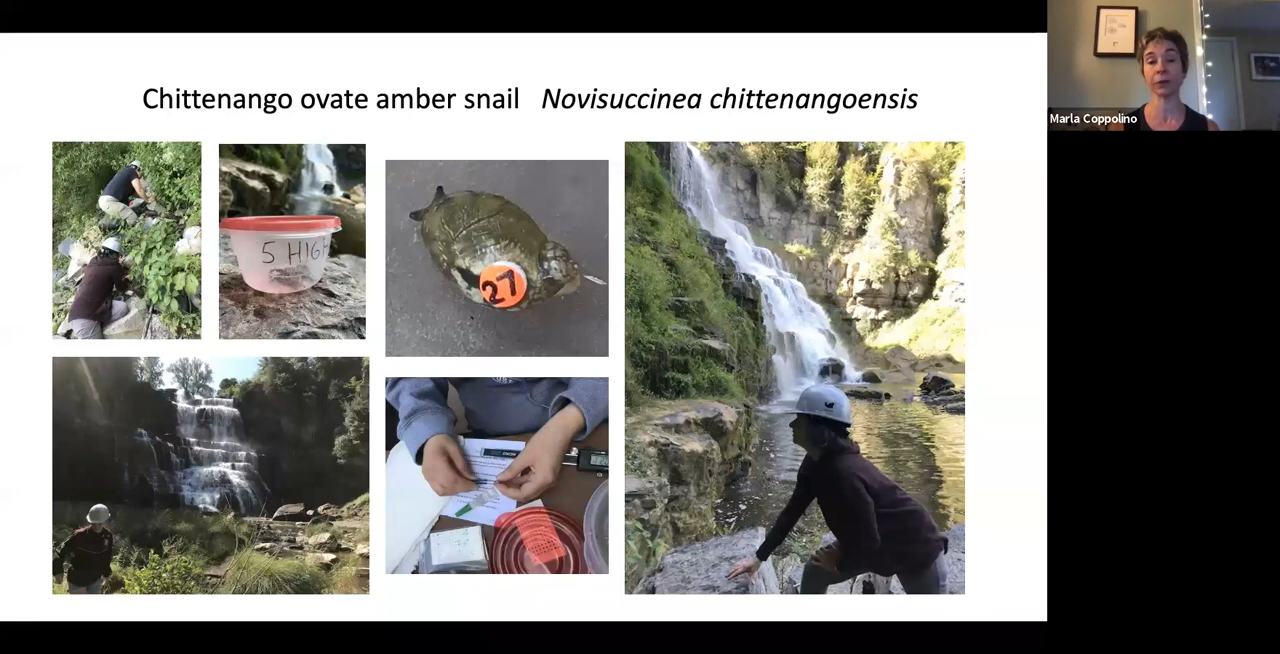 Chittenango ovate amber snail Novisuccinea chittenangoensis
Marla Coppolino
5 HIGH
27